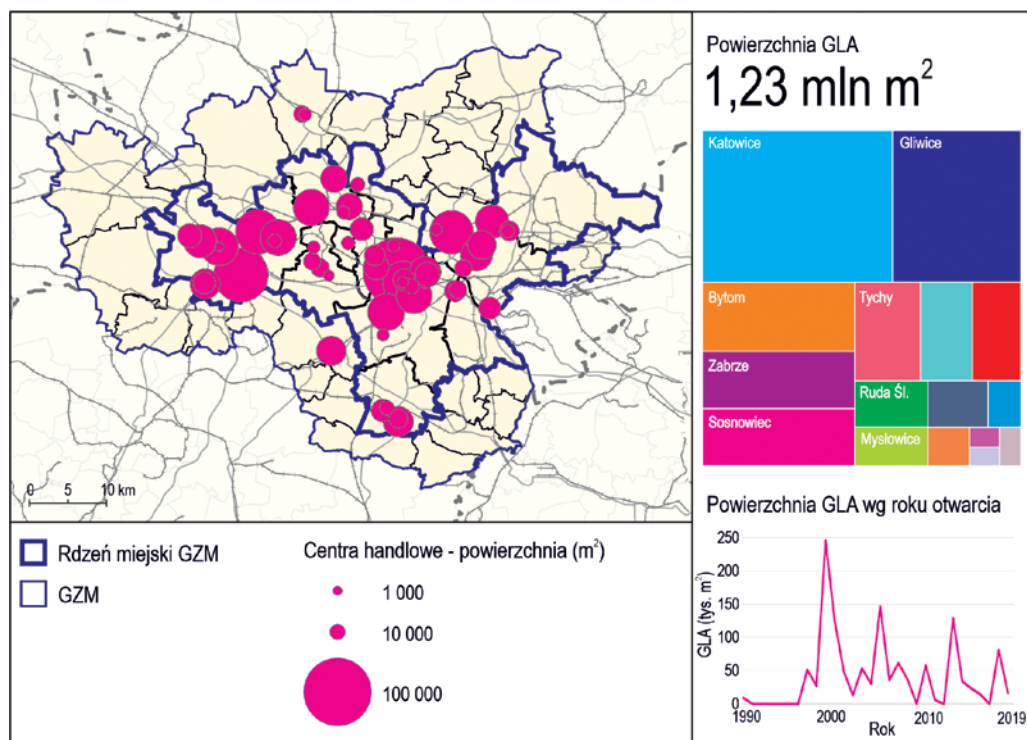 0 5 10 km
Rdzeń miejski GZM
GZM
Centra handlowe - powierzchnia (m²)
1 000
10 000
100 000
Powierzchnia GLA
1,23 mln m²
Katowice
Gliwice
Bytom
Tychy
Zabrze
Ruda Śl.
Sosnowiec
Mysłowice
Powierzchnia GLA wg roku otwarcia
GLA (tys. m²)
250
200
150
100
50
0
1990
2000
2010
2019
Rok